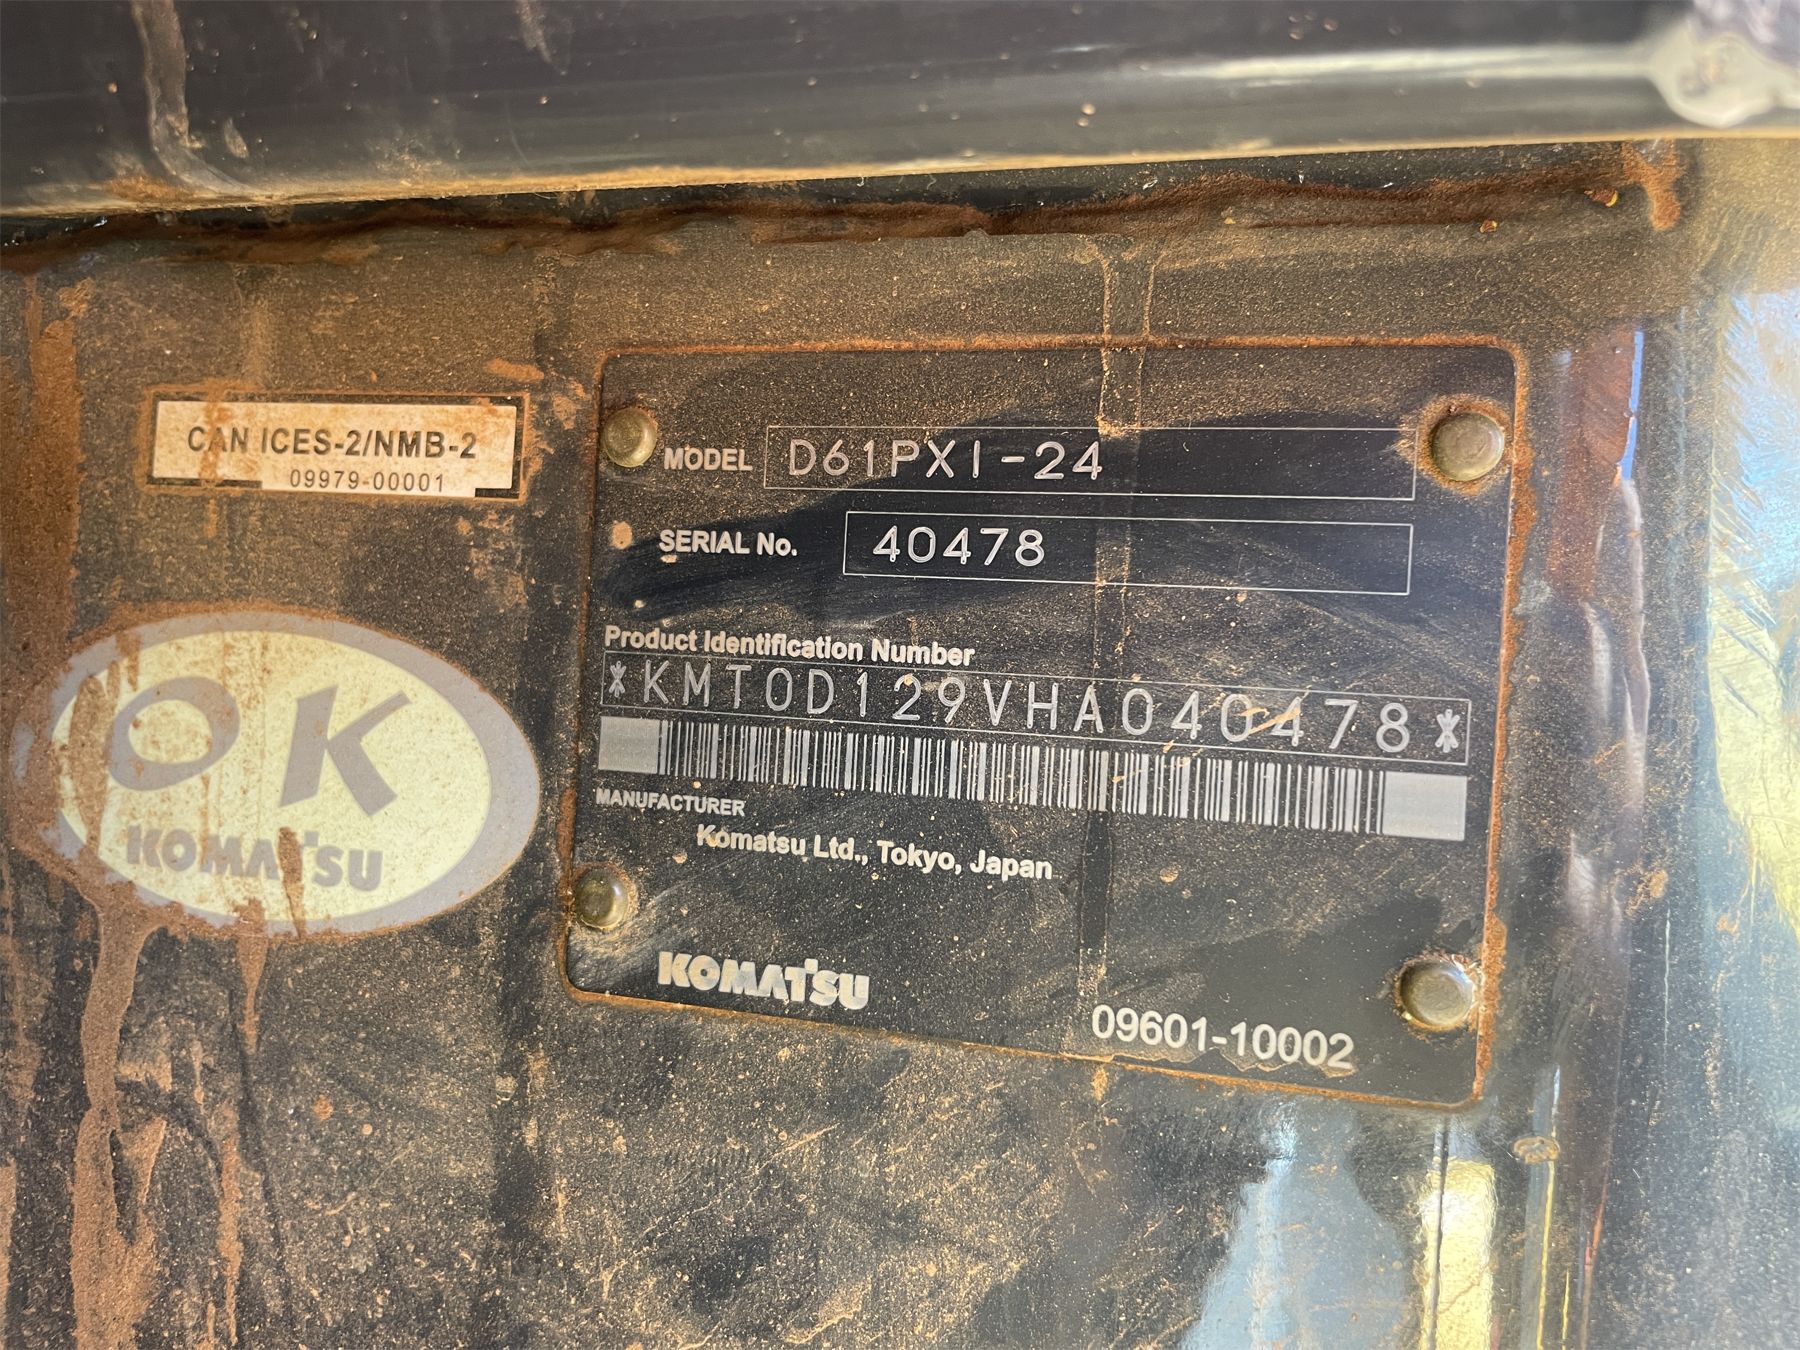 CAN ICES-2/NMB-2
09979-00001
OK
KOMATSU
MODEL D61PXI-24
SERIAL No. 40478
Product Identification Number
*KMT0D129VHA040478*
MANUFACTURER
Komatsu Ltd., Tokyo, Japan
KOMATSU
09601-10002